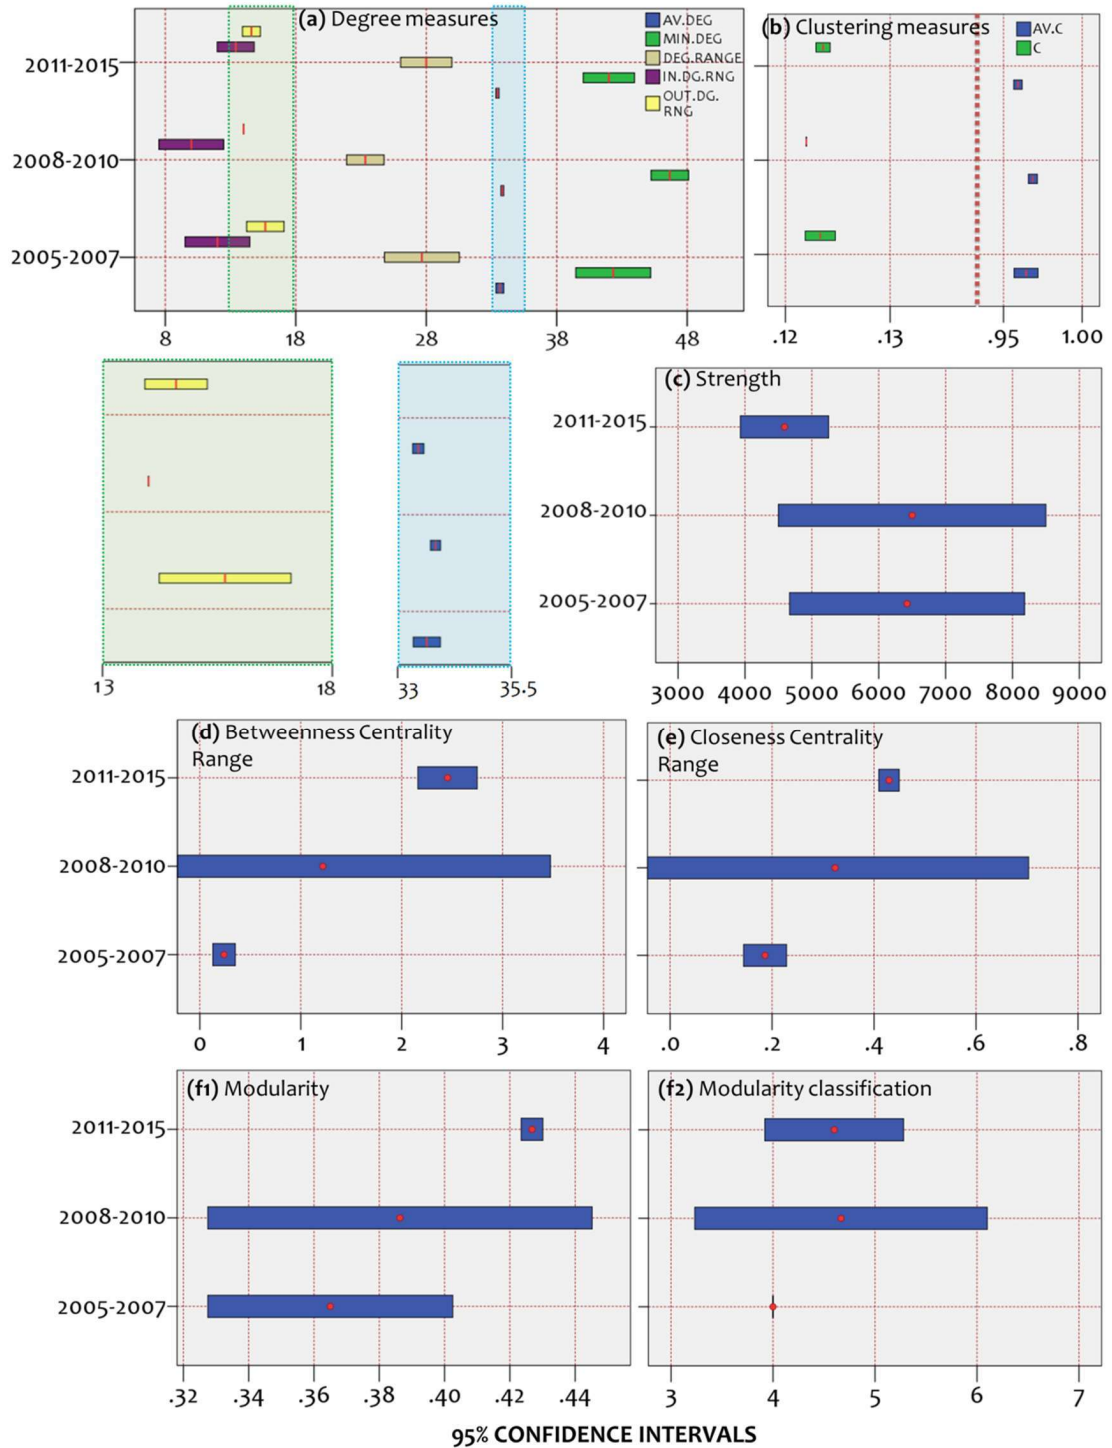 (a) Degree measures
AV.DEG
MIN.DEG
DEG.RANGE
IN.DG.RNG
OUT.DG.
RNG
2011-2015
2008-2010
2005-2007
8 18 28 38 48
(b) Clustering measures
AV.C
C
.12 .13 .95 1.00
13 18
33 35.5
(c) Strength
2011-2015
2008-2010
2005-2007
3000 4000 5000 6000 7000 8000 9000
(d) Betweenness Centrality
Range
2011-2015
2008-2010
2005-2007
0 1 2 3 4
(e) Closeness Centrality
Range
.0 .2 .4 .6 .8
(f1) Modularity
2011-2015
2008-2010
2005-2007
.32 .34 .36 .38 .40 .42 .44
(f2) Modularity classification
3 4 5 6 7
95% CONFIDENCE INTERVALS